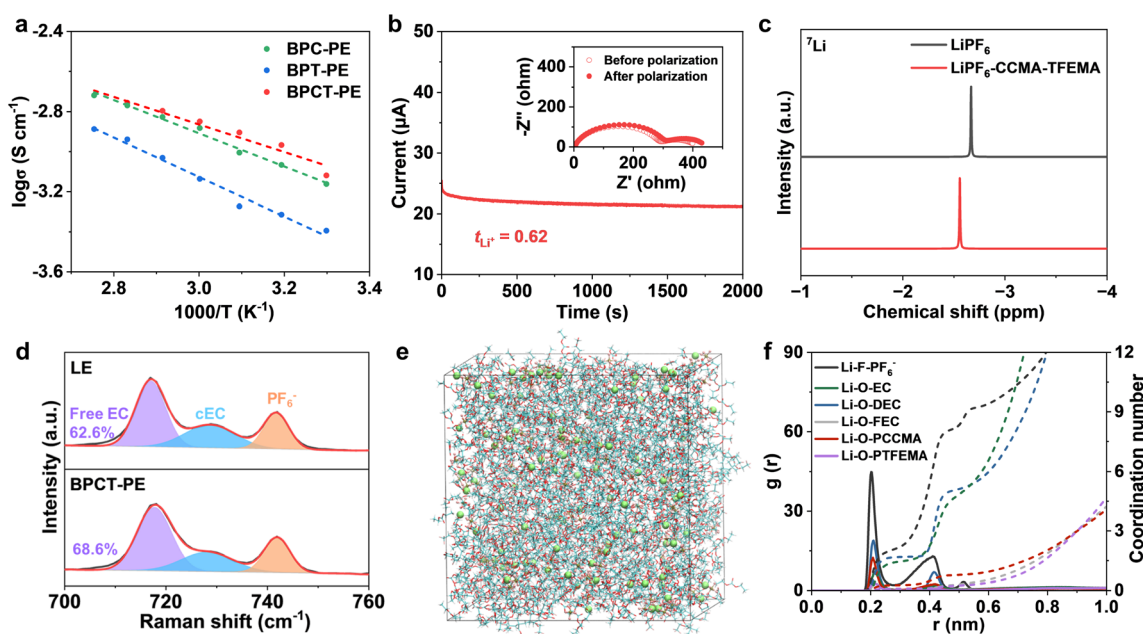 a
-2.4
-2.8
-3.2
-3.6
logσ (S cm⁻¹)
BPC-PE
BPT-PE
BPCT-PE
2.8 3.0 3.2 3.4
1000/T (K⁻¹)
b
50
40
30
20
10
Current (μA)
Before polarization
After polarization
400
200
0
-Z'' (ohm)
0 200 400
Z' (ohm)
t Li⁺ = 0.62
0 500 1000 1500 2000
Time (s)
c
⁷Li
LiPF₆
LiPF₆-CCMA-TFEMA
Intensity (a.u.)
−1 −2 −3 −4
Chemical shift (ppm)
d
LE
Free EC
62.6%
cEC
PF₆⁻
BPCT-PE
68.6%
Intensity (a.u.)
700 720 740 760
Raman shift (cm⁻¹)
e
f
90
60
30
0
g (r)
Li-F-PF₆⁻
Li-O-EC
Li-O-DEC
Li-O-FEC
Li-O-PCCMA
Li-O-PTFEMA
12
9
6
3
0
Coordination number
0.0 0.2 0.4 0.6 0.8 1.0
r (nm)